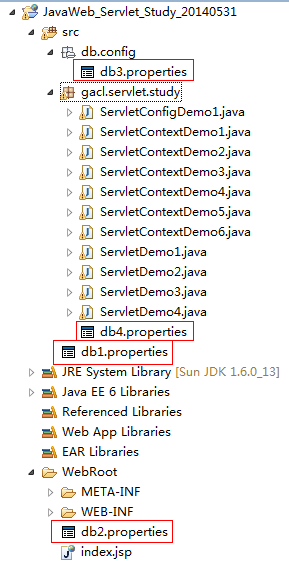 JavaWeb_Servlet_Study_20140531
src
db.config
db3.properties
gacl.servlet.study
ServletConfigDemo1.java
ServletContextDemo1.java
ServletContextDemo2.java
ServletContextDemo3.java
ServletContextDemo4.java
ServletContextDemo5.java
ServletContextDemo6.java
ServletDemo1.java
ServletDemo2.java
ServletDemo3.java
ServletDemo4.java
db4.properties
db1.properties
JRE System Library [Sun JDK 1.6.0_13]
Java EE 6 Libraries
Referenced Libraries
Web App Libraries
EAR Libraries
WebRoot
META-INF
WEB-INF
db2.properties
index.jsp